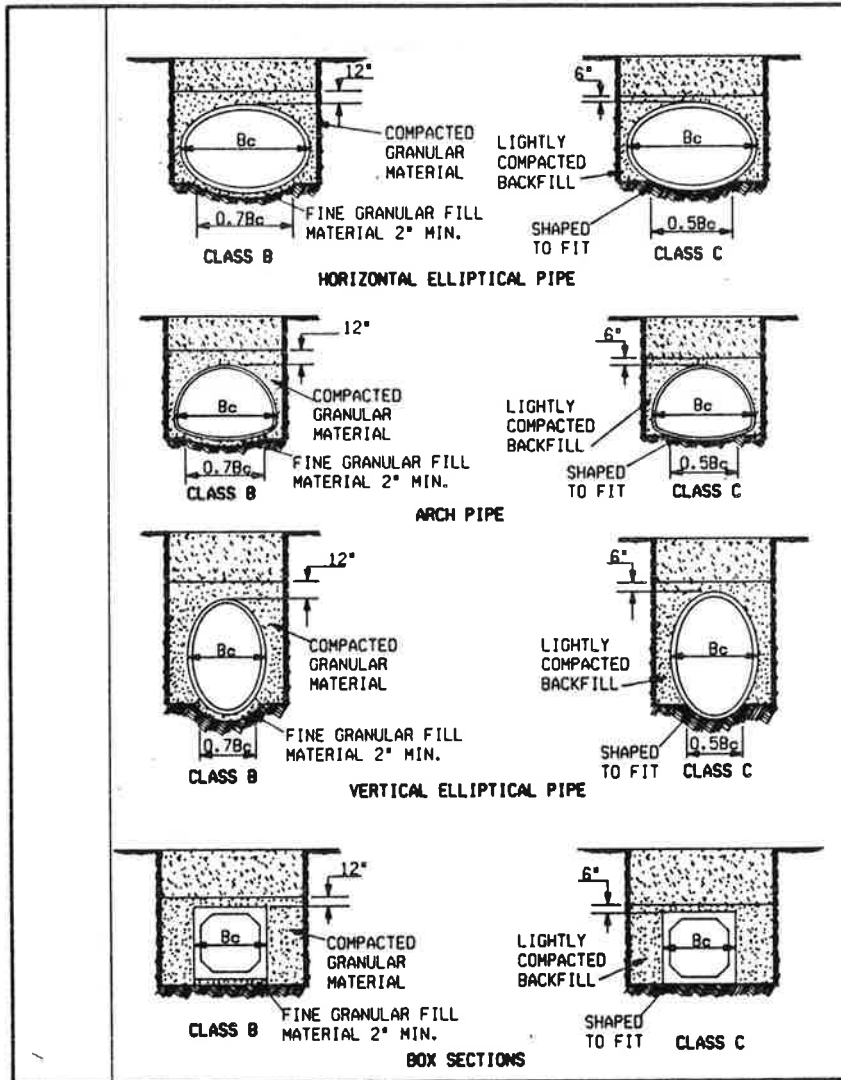 12"
6"
Bc
COMPACTED
GRANULAR
MATERIAL
FINE GRANULAR FILL
MATERIAL 2" MIN.
0.7Bc
CLASS B
Bc
LIGHTLY
COMPACTED
BACKFILL
SHAPED
TO FIT
0.5Bc
CLASS C
HORIZONTAL ELLIPTICAL PIPE
12"
6"
Bc
COMPACTED
GRANULAR
MATERIAL
FINE GRANULAR FILL
MATERIAL 2" MIN.
0.7Bc
CLASS B
Bc
LIGHTLY
COMPACTED
BACKFILL
SHAPED
TO FIT
0.5Bc
CLASS C
ARCH PIPE
12"
6"
Bc
COMPACTED
GRANULAR
MATERIAL
FINE GRANULAR FILL
MATERIAL 2" MIN.
0.7Bc
CLASS B
Bc
LIGHTLY
COMPACTED
BACKFILL
SHAPED
TO FIT
0.5Bc
CLASS C
VERTICAL ELLIPTICAL PIPE
12"
6"
Bc
COMPACTED
GRANULAR
MATERIAL
FINE GRANULAR FILL
MATERIAL 2" MIN.
CLASS B
Bc
LIGHTLY
COMPACTED
BACKFILL
SHAPED
TO FIT
CLASS C
BOX SECTIONS